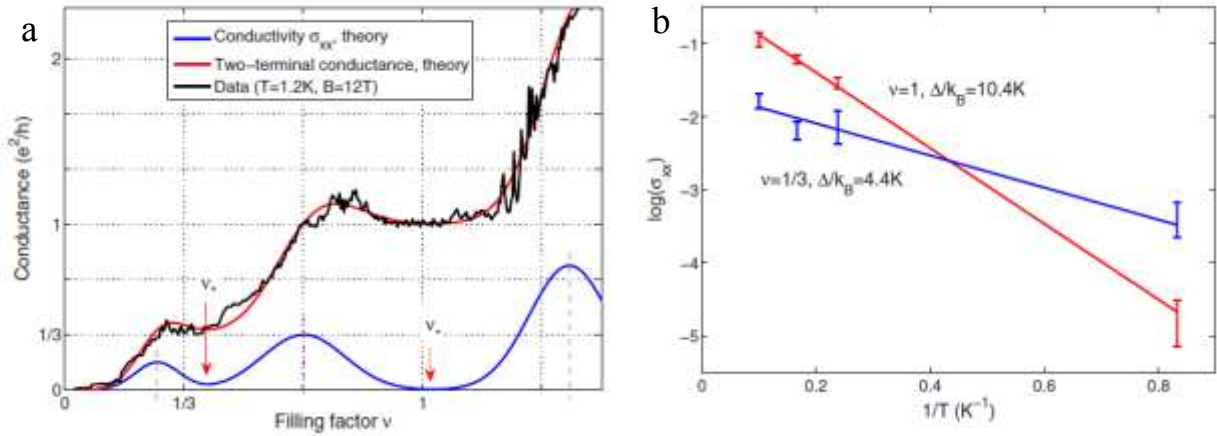 a
Conductivity σxx, theory
Two-terminal conductance, theory
Data (T=1.2K, B=12T)
Conductance (e²/h)
2
1
1/3
0
ν*
ν*
0
1/3
1
Filling factor ν
b
log(σxx)
-1
-2
-3
-4
-5
ν=1, Δ/kB=10.4K
ν=1/3, Δ/kB=4.4K
0
0.2
0.4
0.6
0.8
1/T (K⁻¹)